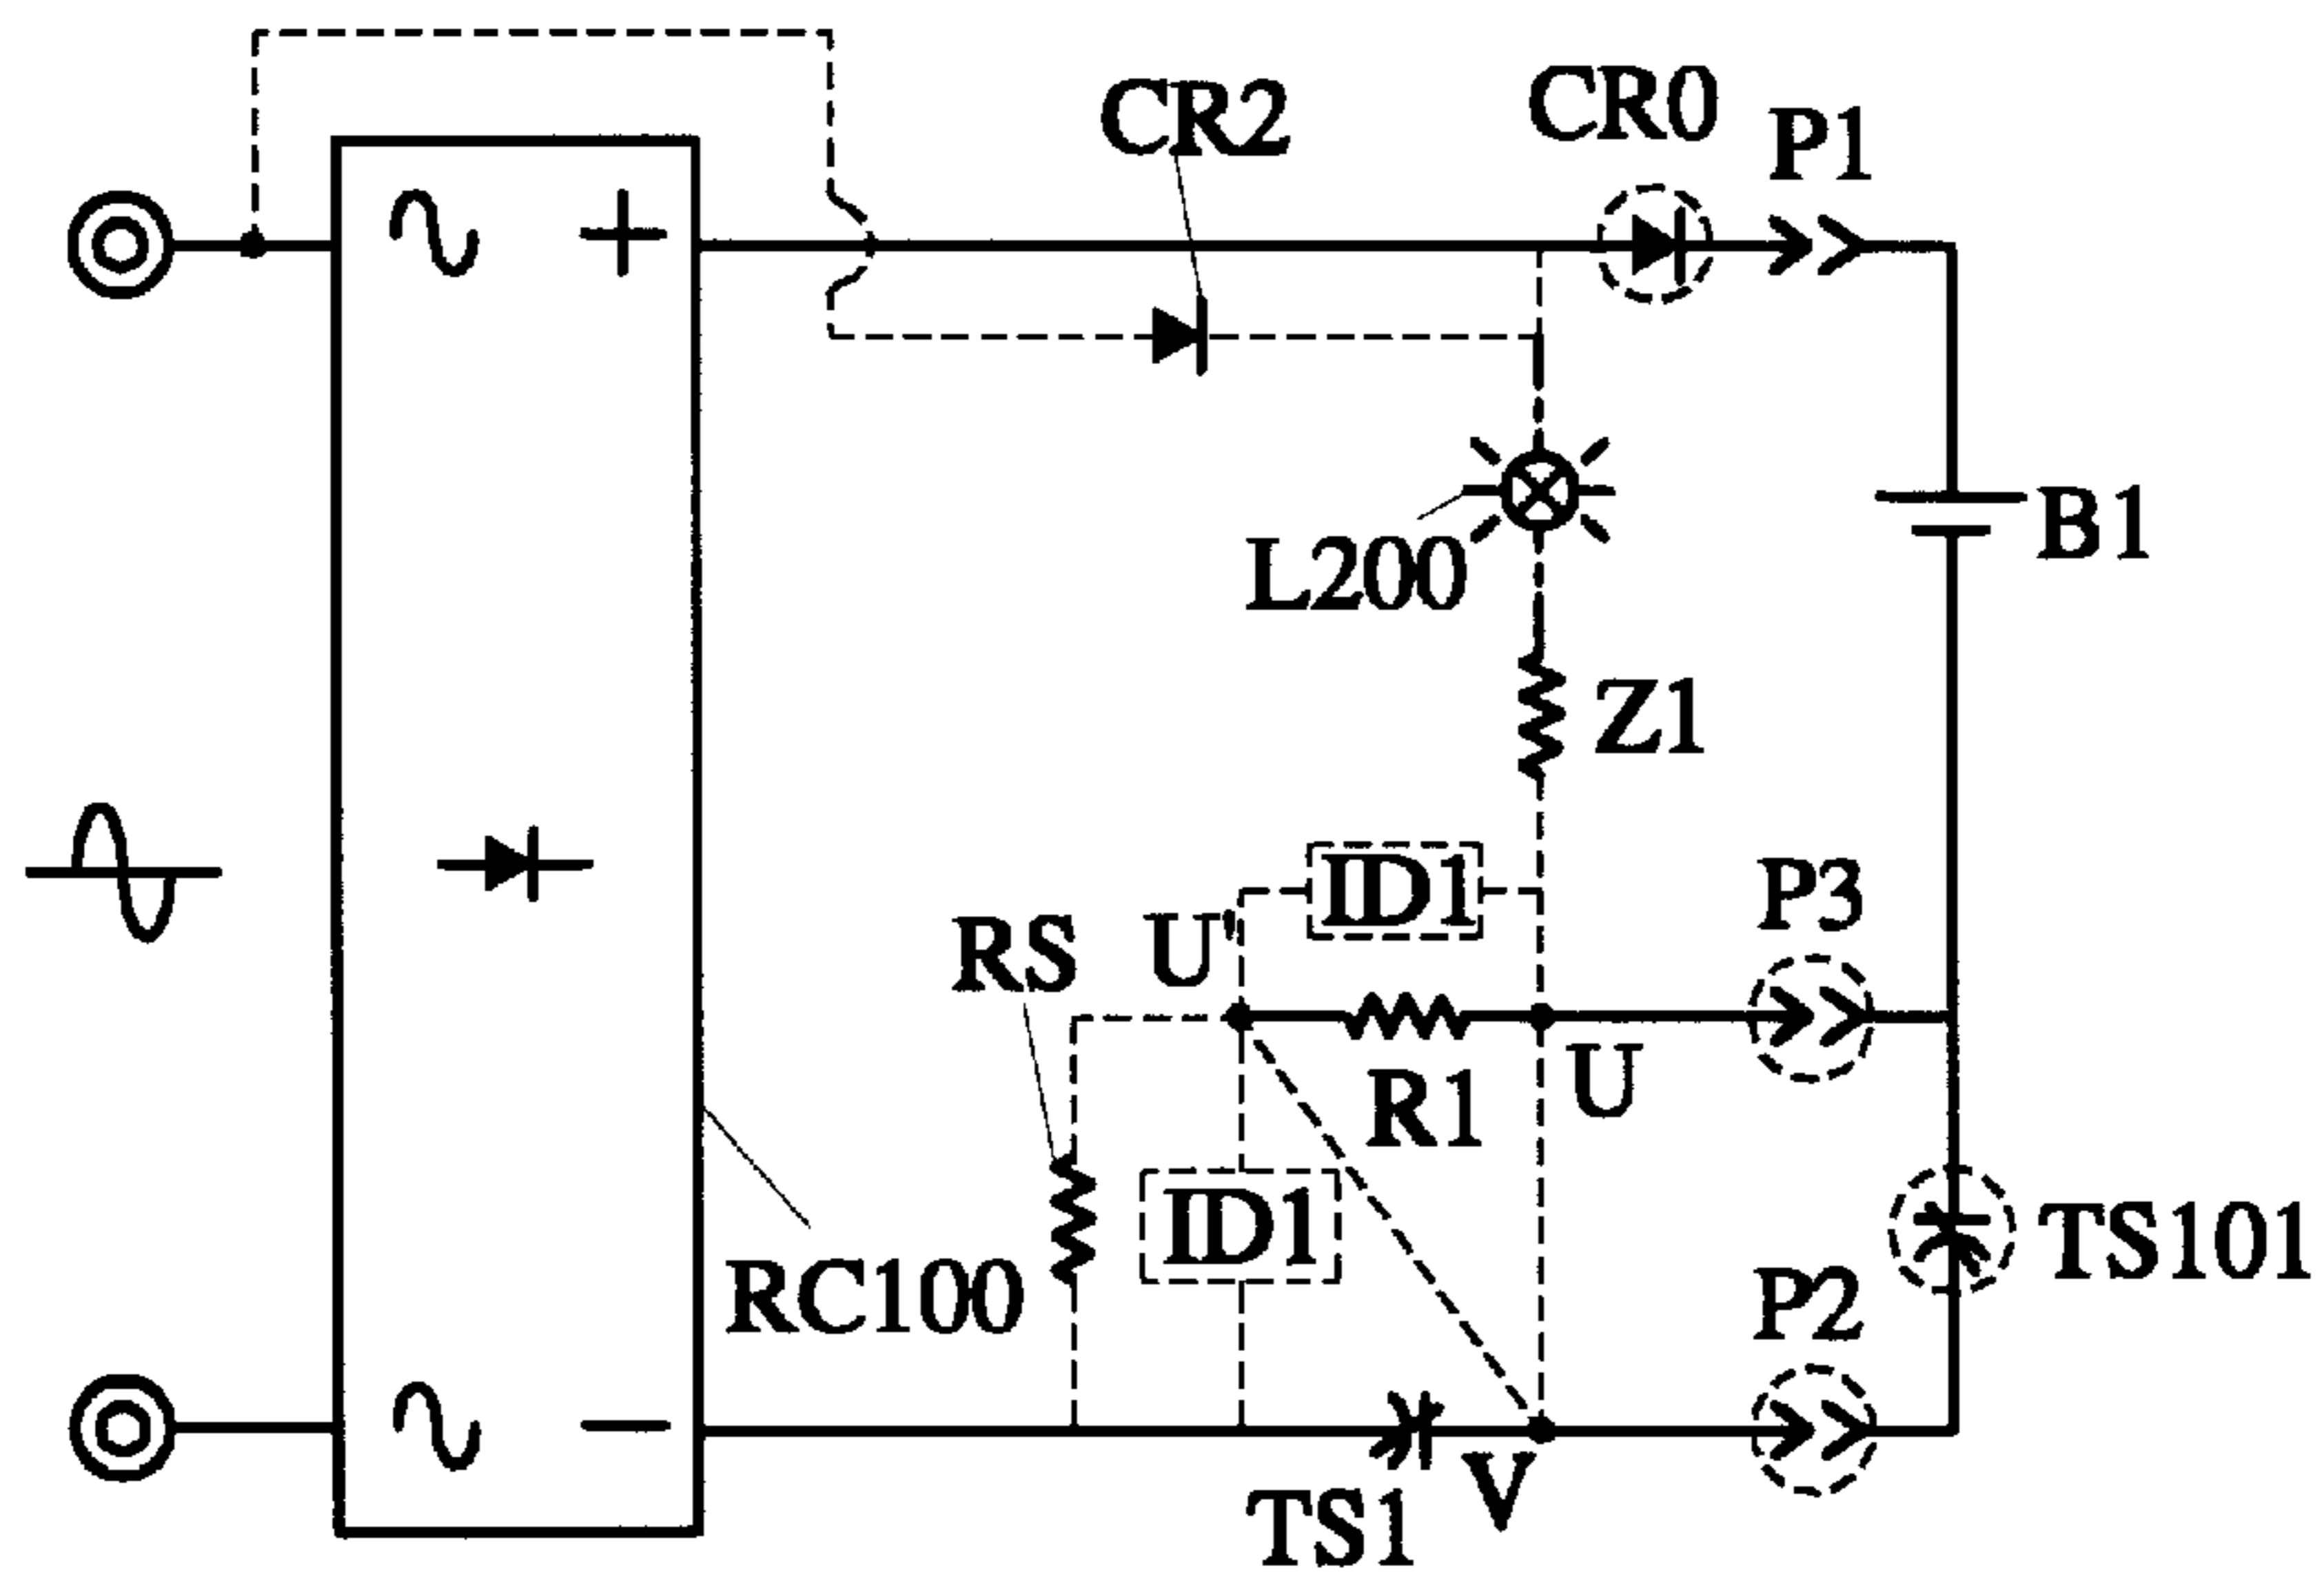 CR2
CR0
P1
B1
L200
Z1
ID1
P3
RS
U'
R1
U
ID1
TS101
RC100
P2
TS1
V